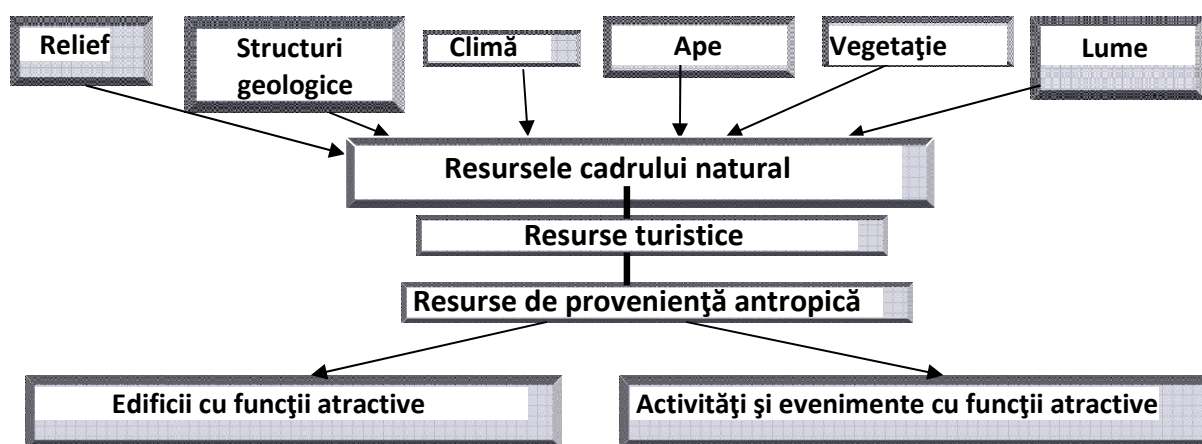 Relief
Structuri
geologice
Climă
Ape
Vegetaţie
Lume
Resursele cadrului natural
Resurse turistice
Resurse de provenienţă antropică
Edificii cu funcţii atractive
Activităţi şi evenimente cu funcţii atractive